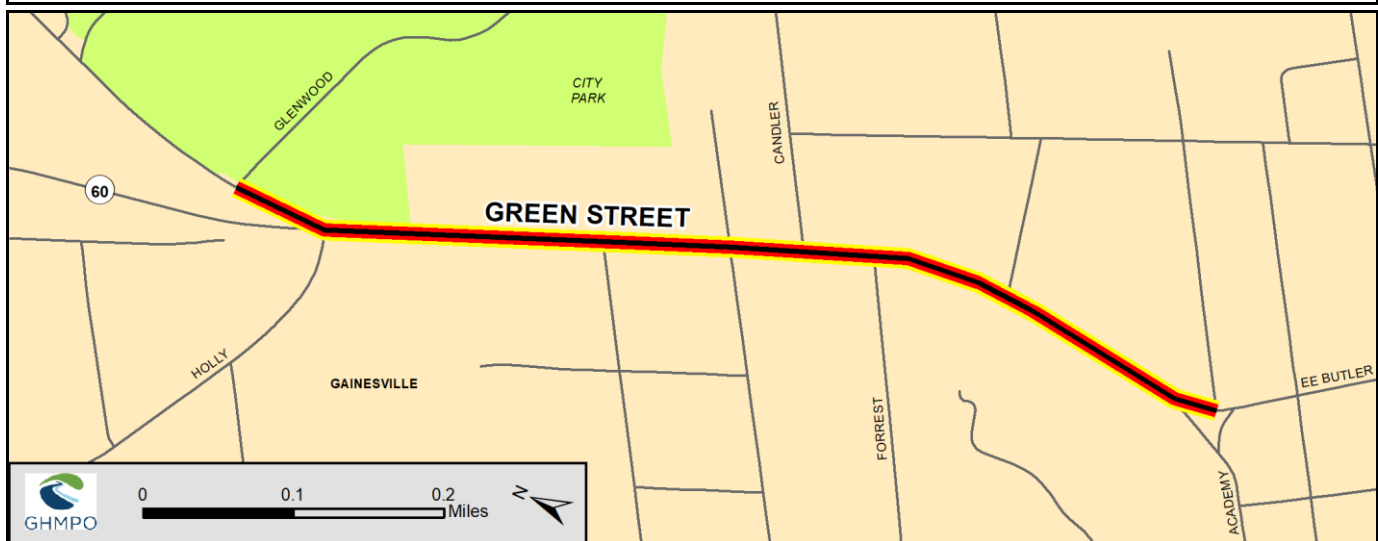 GLENWOOD
CITY
PARK
CANDLER
60
GREEN STREET
HOLLY
GAINESVILLE
EE BUTLER
FORREST
ACADEMY
GHMPO
0 0.1 0.2
Miles
N